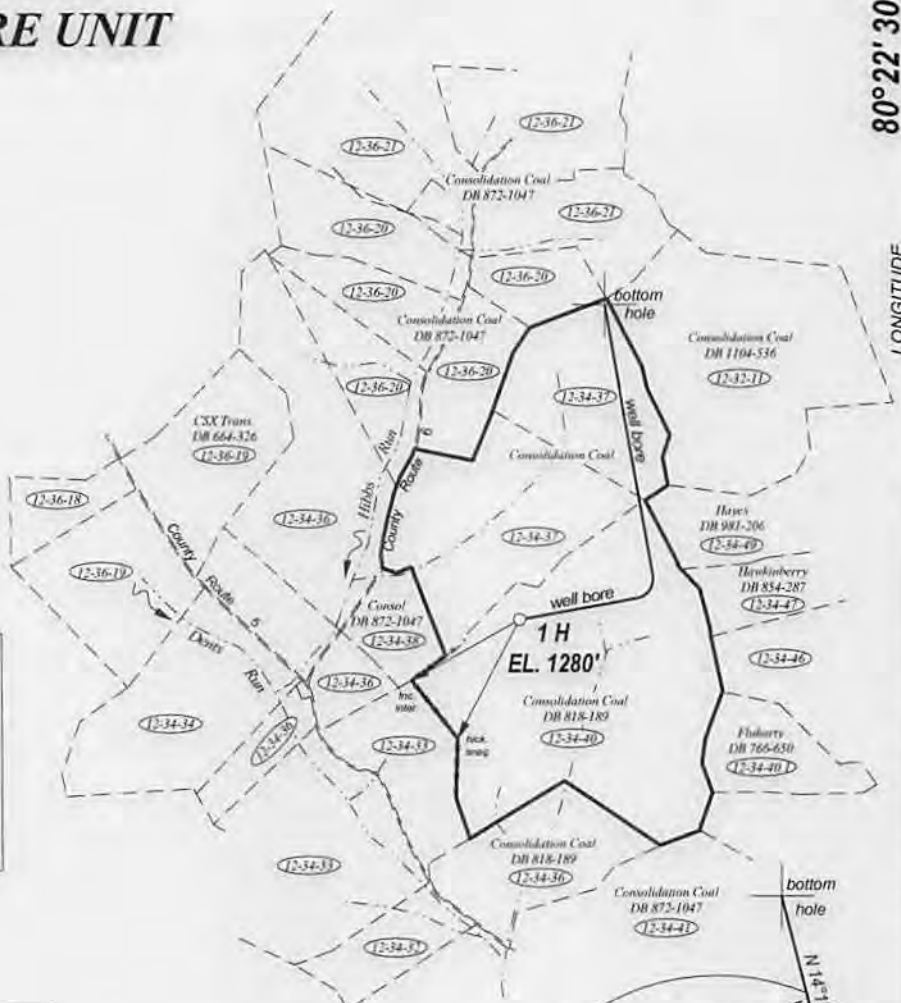 RE UNIT
80°22' 30
LONGITUDE
12-36-21
12-36-21
Consolidation Coal
DB 872-1047
12-36-21
12-36-20
12-36-20
12-36-20
bottom
hole
Consolidation Coal
DB 872-1047
Consolidation Coal
DB 1104-536
12-32-11
12-36-20
12-36-20
12-34-37
CSX Trans.
DB 664-326
12-36-19
well bore
Run
6
Route
County
Consolidation Coal
12-36-18
12-34-36
Hibbs
Hayes
DB 981-206
12-34-49
County
Route
6
12-34-37
12-36-19
Hawkinberry
DB 854-287
12-34-47
well bore
Consol
DB 872-1047
12-34-38
1 H
EL. 1280'
Dents
Run
12-34-46
12-34-36
Inc.
inter
Consolidation Coal
DB 818-189
12-34-40
12-34-34
12-34-36
12-34-33
DB 766-650
12-34-40.1
Consolidation Coal
DB 818-189
12-34-36
12-34-33
Consolidation Coal
DB 872-1047
12-34-41
bottom
hole
12-34-32
N 14°1